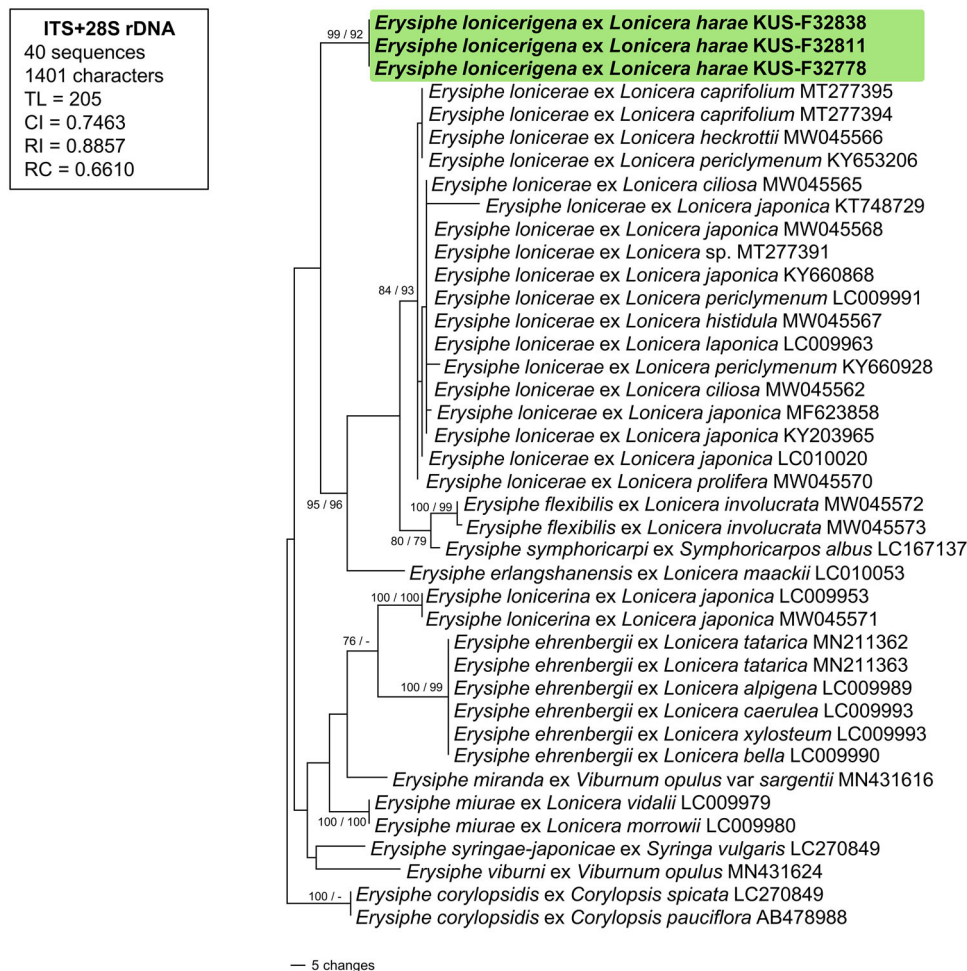 ITS+28S rDNA
40 sequences
1401 characters
TL = 205
CI = 0.7463
RI = 0.8857
RC = 0.6610
99 / 92
Erysiphe lonicerigena ex Lonicera harae KUS-F32838
Erysiphe lonicerigena ex Lonicera harae KUS-F32811
Erysiphe lonicerigena ex Lonicera harae KUS-F32778
Erysiphe lonicerae ex Lonicera caprifolium MT277395
Erysiphe lonicerae ex Lonicera caprifolium MT277394
Erysiphe lonicerae ex Lonicera heckrottii MW045566
Erysiphe lonicerae ex Lonicera periclymenum KY653206
Erysiphe lonicerae ex Lonicera ciliosa MW045565
Erysiphe lonicerae ex Lonicera japonica KT748729
Erysiphe lonicerae ex Lonicera japonica MW045568
Erysiphe lonicerae ex Lonicera sp. MT277391
Erysiphe lonicerae ex Lonicera japonica KY660868
84 / 93
Erysiphe lonicerae ex Lonicera periclymenum LC009991
Erysiphe lonicerae ex Lonicera histidula MW045567
Erysiphe lonicerae ex Lonicera laponica LC009963
Erysiphe lonicerae ex Lonicera periclymenum KY660928
Erysiphe lonicerae ex Lonicera ciliosa MW045562
Erysiphe lonicerae ex Lonicera japonica MF623858
Erysiphe lonicerae ex Lonicera japonica KY203965
Erysiphe lonicerae ex Lonicera japonica LC010020
Erysiphe lonicerae ex Lonicera prolifera MW045570
95 / 96
100 / 99
Erysiphe flexibilis ex Lonicera involucrata MW045572
Erysiphe flexibilis ex Lonicera involucrata MW045573
80 / 79
Erysiphe symphoricarpi ex Symphoricarpos albus LC167137
Erysiphe erlangshanensis ex Lonicera maackii LC010053
100 / 100
Erysiphe lonicerina ex Lonicera japonica LC009953
Erysiphe lonicerina ex Lonicera japonica MW045571
76 / -
Erysiphe ehrenbergii ex Lonicera tatarica MN211362
Erysiphe ehrenbergii ex Lonicera tatarica MN211363
100 / 99
Erysiphe ehrenbergii ex Lonicera alpigena LC009989
Erysiphe ehrenbergii ex Lonicera caerulea LC009993
Erysiphe ehrenbergii ex Lonicera xylosteum LC009993
Erysiphe ehrenbergii ex Lonicera bella LC009990
Erysiphe miranda ex Viburnum opulus var sargentii MN431616
Erysiphe miurae ex Lonicera vidalii LC009979
100 / 100
Erysiphe miurae ex Lonicera morrowii LC009980
Erysiphe syringae-japonicae ex Syringa vulgaris LC270849
Erysiphe viburni ex Viburnum opulus MN431624
100 / -
Erysiphe corylopsidis ex Corylopsis spicata LC270849
Erysiphe corylopsidis ex Corylopsis pauciflora AB478988
5 changes